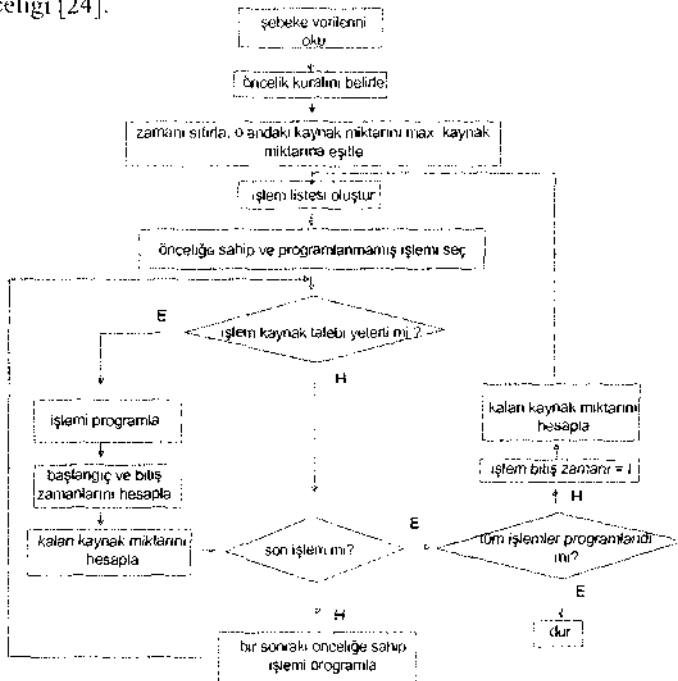 önceliği [24].
şebeke verilerini
oku
öncelik kuralını belirle
zamanı sıfırla, o andaki kaynak miktarını max kaynak
miktarına eşitle
işlem listesi oluştur
önceliğe sahip ve programlanmamış işlemi seç
E
işlem kaynak talebi yeterli mi ?
H
işlemi programla
kalan kaynak miktarını
hesapla
başlangıç ve bitiş
zamanlarını hesapla
işlem bitiş zamanı = t
H
kalan kaynak miktarını
hesapla
son işlem mi?
E
tüm işlemler programlandı
mı?
E
H
dur
bir sonraki önceliğe sahip
işlemi programla